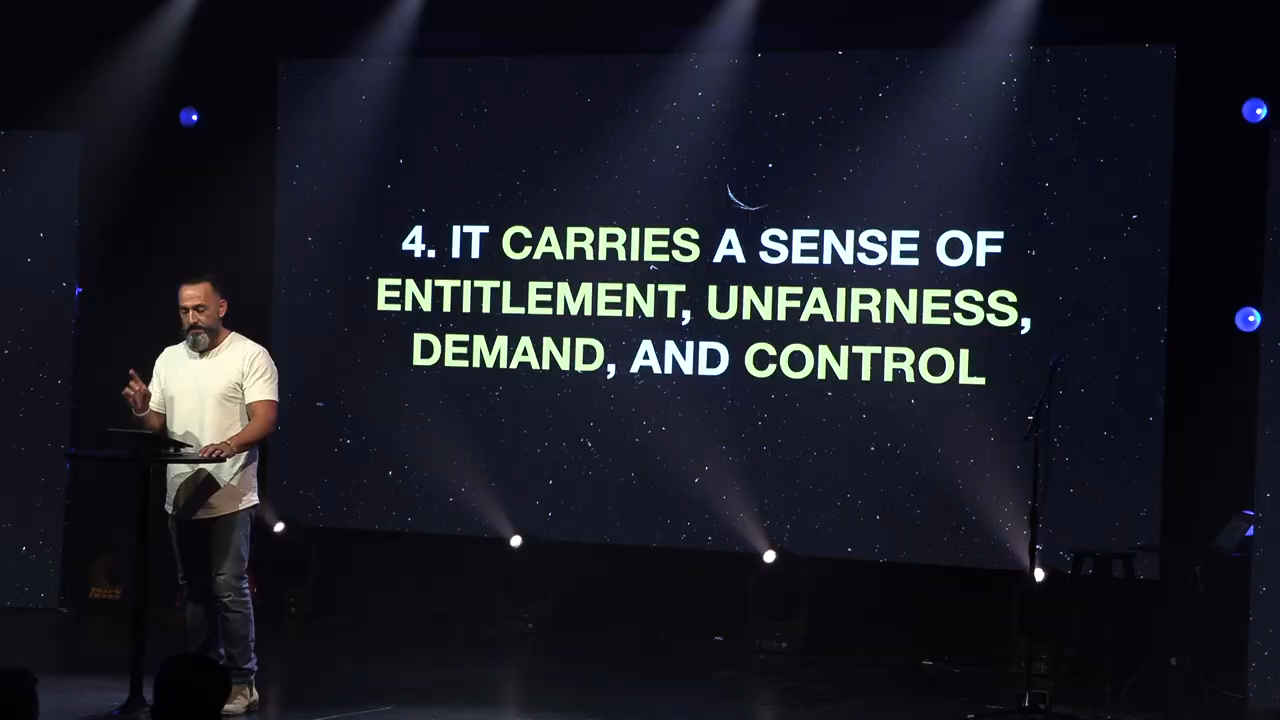 4. IT CARRIES A SENSE OF
ENTITLEMENT, UNFAIRNESS,
DEMAND, AND CONTROL